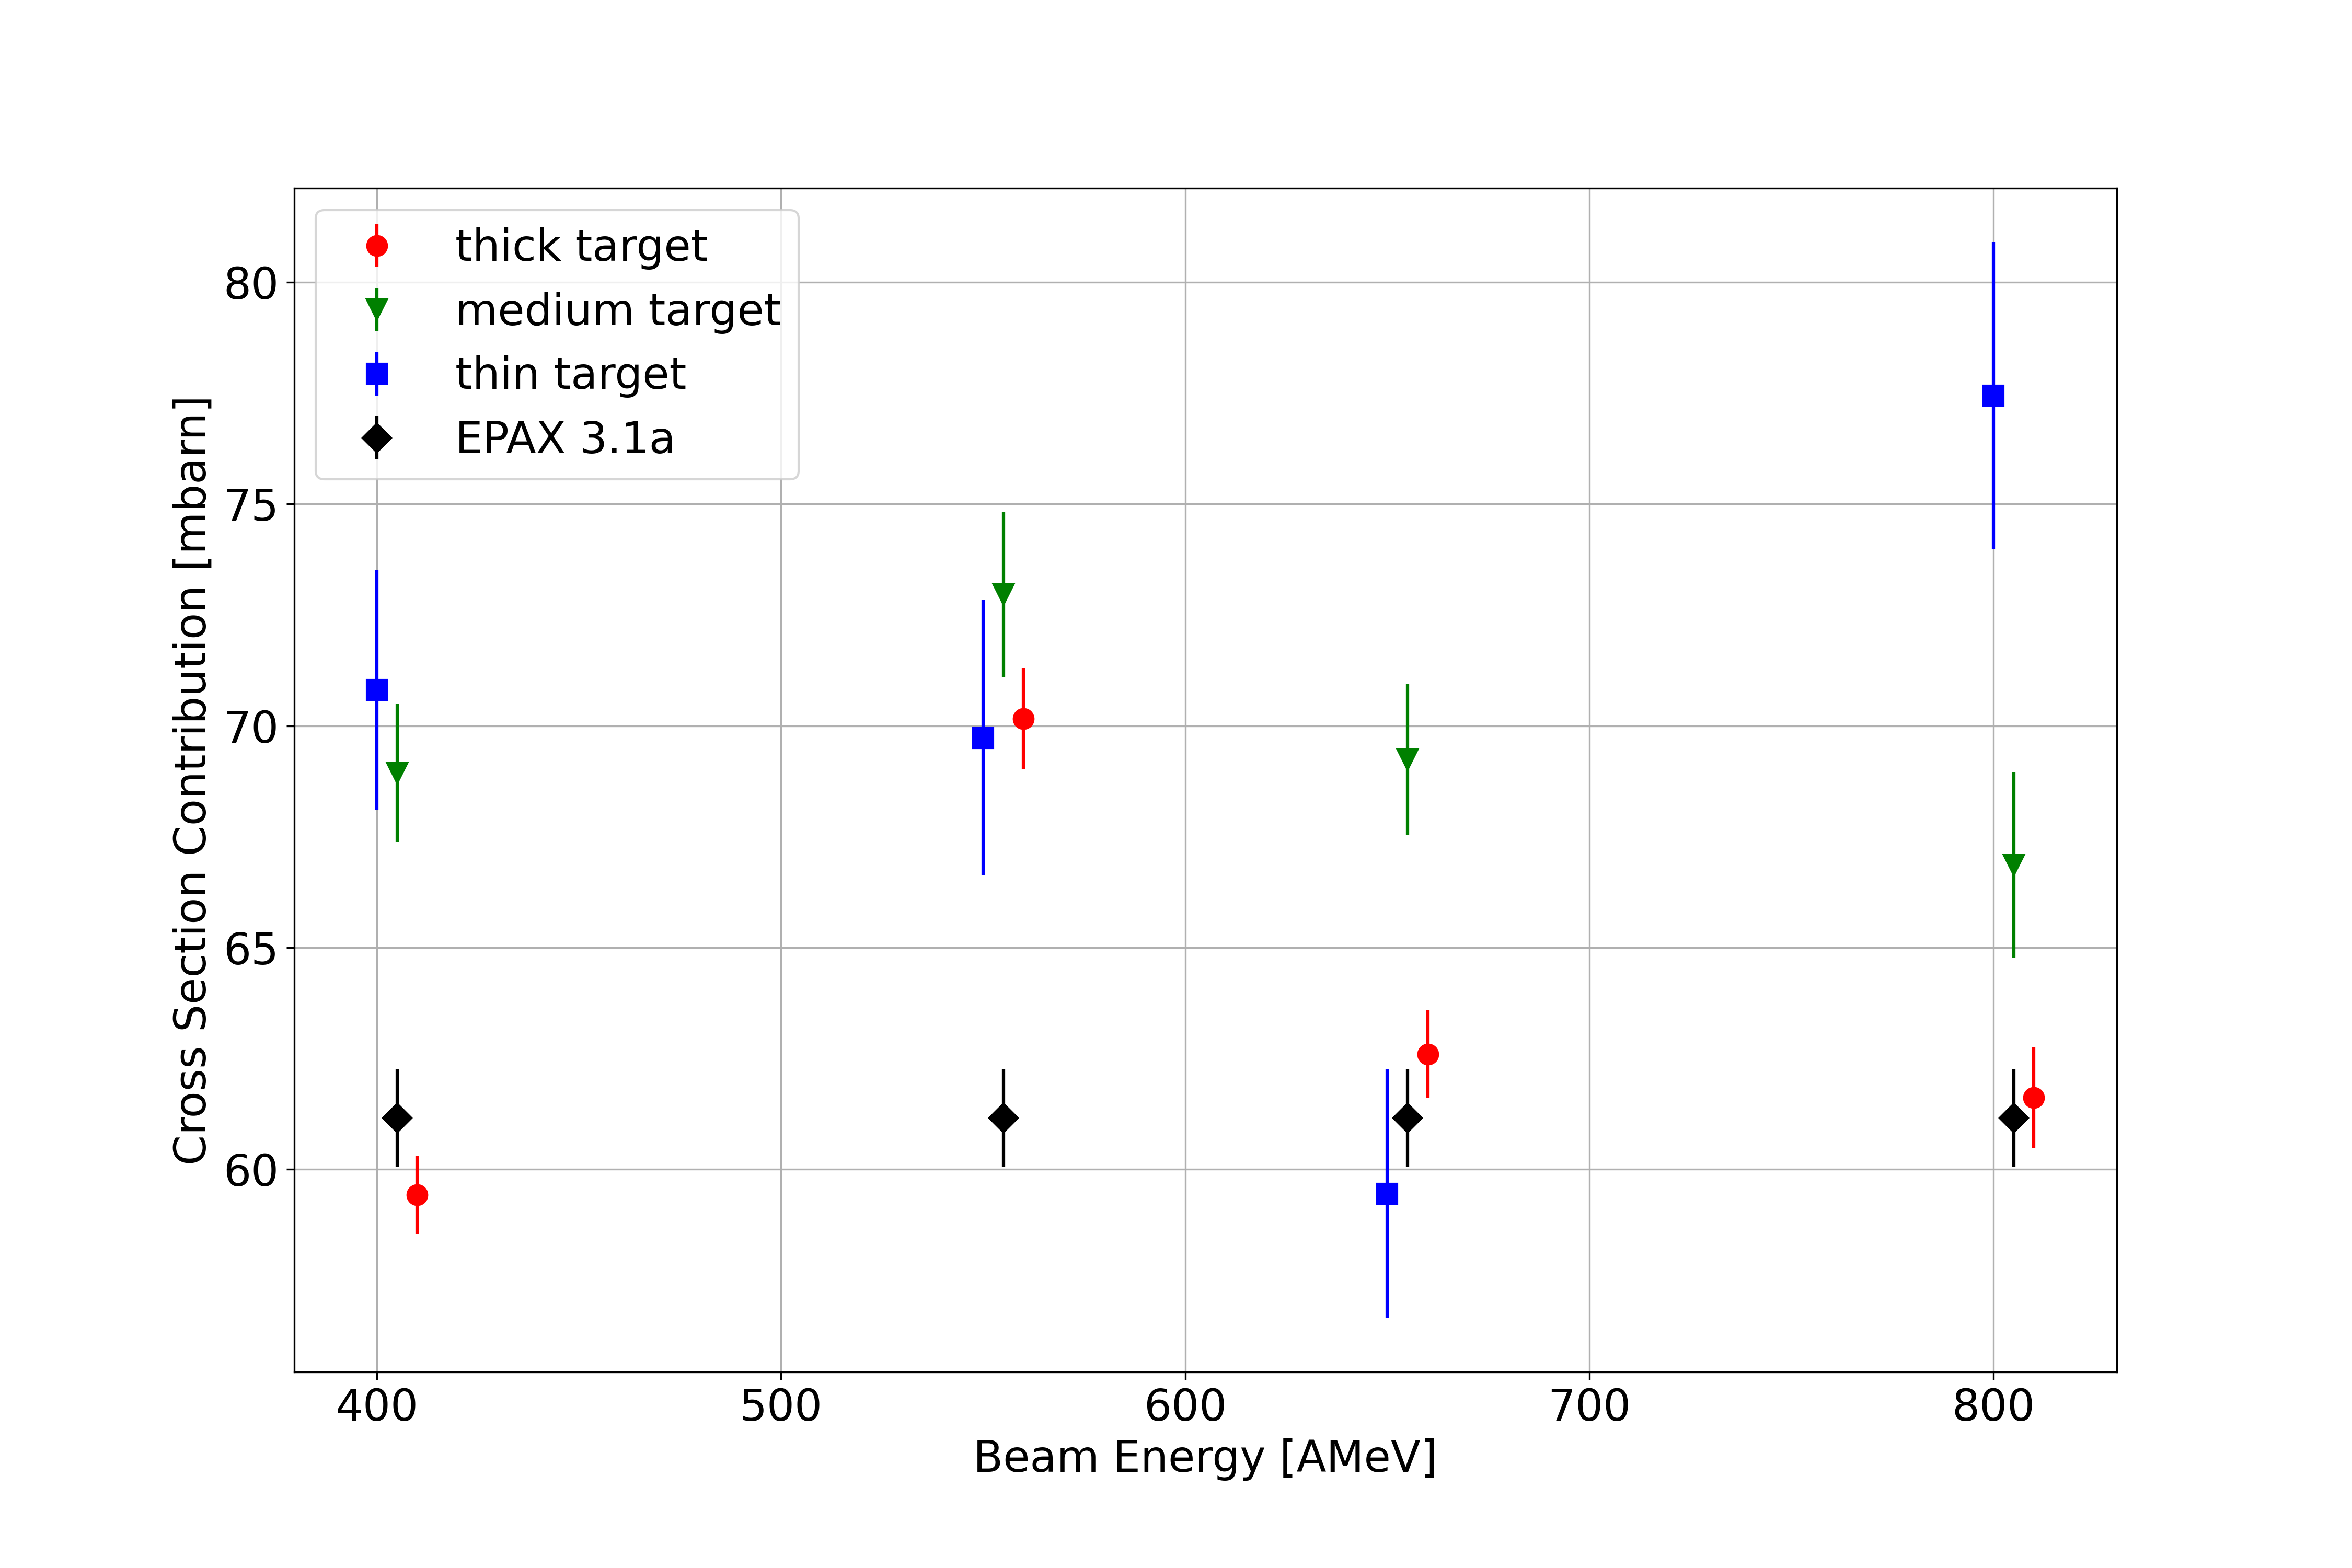 thick target
medium target
thin target
EPAX 3.1a
80
75
70
65
60
Cross Section Contribution [mbarn]
400 500 600 700 800
Beam Energy [AMeV]